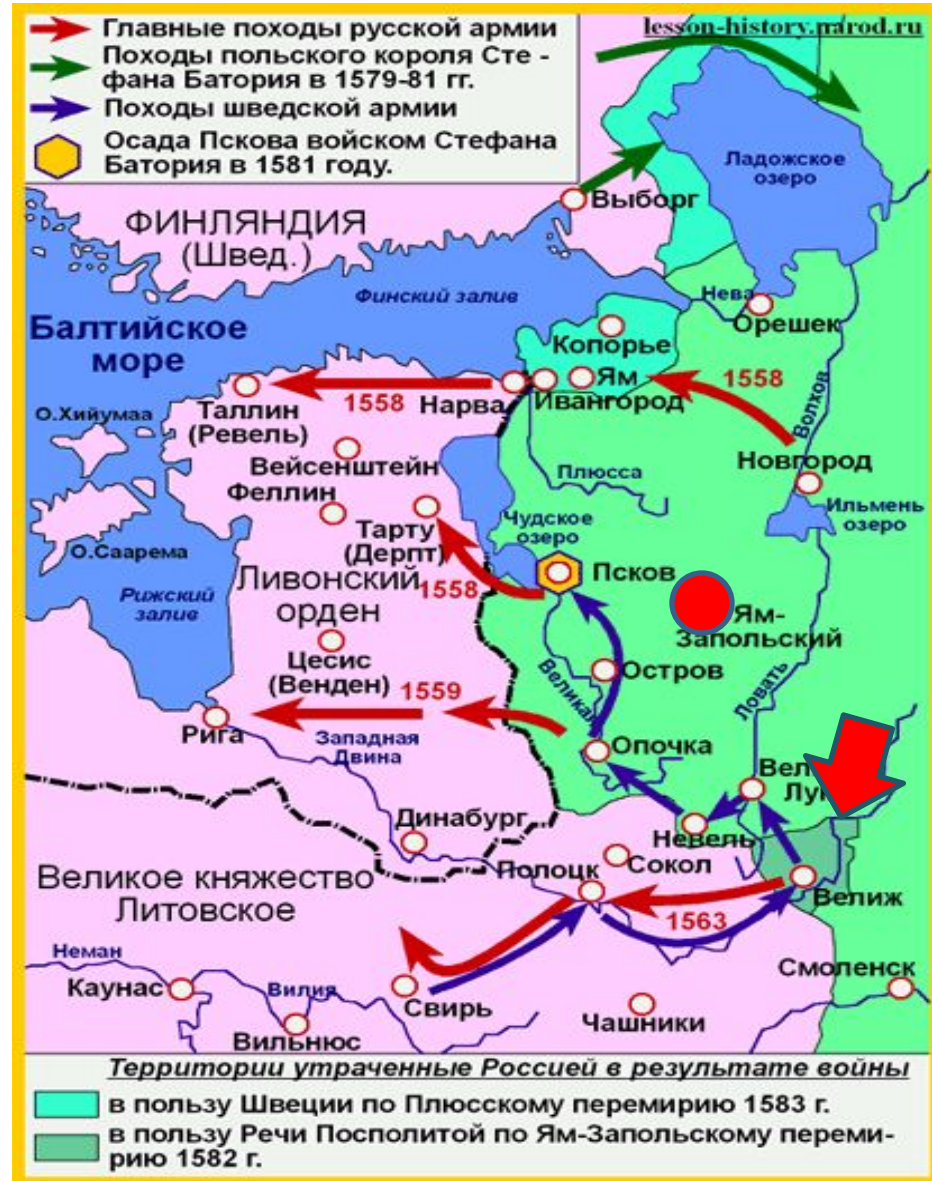 Главные походы русской армии
Походы польского короля Сте -
фана Батория в 1579-81 гг.
Походы шведской армии
Осада Пскова войском Стефана
Батория в 1581 году.
lesson-history.narod.ru
Ладожское
озеро
Выборг
ФИНЛЯНДИЯ
(Швед.)
Финский залив
Нева
Орешек
Балтийское
море
Копорье
Ям
1558
Волхов
О.Хийумаа
Таллин
(Ревель)
1558
Нарва
Ивангород
Новгород
Вейсенштейн
Плюсса
Феллин
Ильмень
озеро
Тарту
(Дерпт)
Чудское
озеро
О.Саарема
Псков
1558
Ливонский
орден
Рижский
залив
Ям-
Запольский
Цесис
(Венден)
Остров
Великая
Ловать
1559
Рига
Западная
Двина
Опочка
Динабург
Невель
Сокол
Полоцк
Велиж
Великое княжество
Литовское
1563
Неман
Каунас
Вилия
Свирь
Смоленск
Чашники
Вильнюс
Территории утраченные Россией в результате войны
в пользу Швеции по Плюсскому перемирию 1583 г.
в пользу Речи Посполитой по Ям-Запольскому переми-
рию 1582 г.